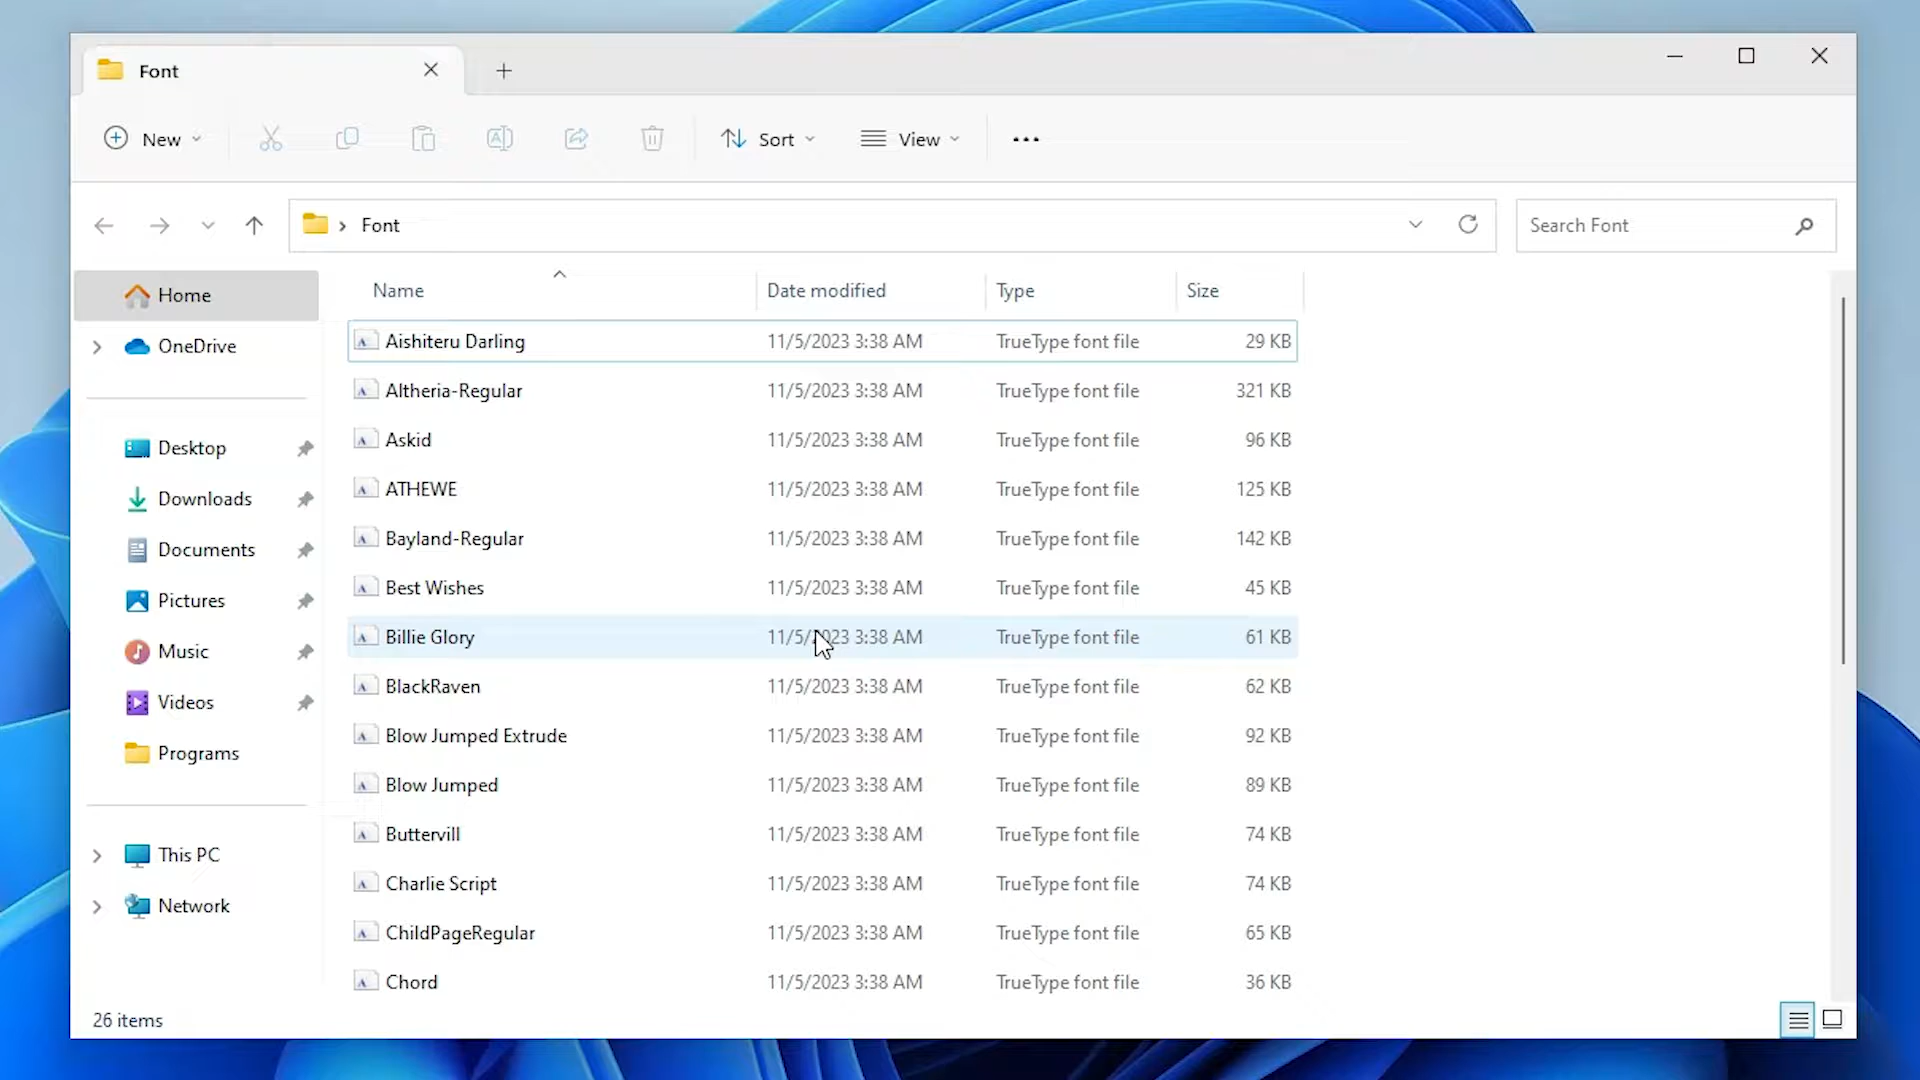 Font
New
Sort
View
Font
Search Font
Home
OneDrive
Desktop
Downloads
Documents
Pictures
Music
Videos
Programs
This PC
Network
Name Date modified Type Size
Aishiteru Darling 11/5/2023 3:38 AM TrueType font file 29 KB
Altheria-Regular 11/5/2023 3:38 AM TrueType font file 321 KB
Askid 11/5/2023 3:38 AM TrueType font file 96 KB
ATHEWE 11/5/2023 3:38 AM TrueType font file 125 KB
Bayland-Regular 11/5/2023 3:38 AM TrueType font file 142 KB
Best Wishes 11/5/2023 3:38 AM TrueType font file 45 KB
Billie Glory 11/5/2023 3:38 AM TrueType font file 61 KB
BlackRaven 11/5/2023 3:38 AM TrueType font file 62 KB
Blow Jumped Extrude 11/5/2023 3:38 AM TrueType font file 92 KB
Blow Jumped 11/5/2023 3:38 AM TrueType font file 89 KB
Buttervill 11/5/2023 3:38 AM TrueType font file 74 KB
Charlie Script 11/5/2023 3:38 AM TrueType font file 74 KB
ChildPageRegular 11/5/2023 3:38 AM TrueType font file 65 KB
Chord 11/5/2023 3:38 AM TrueType font file 36 KB
26 items